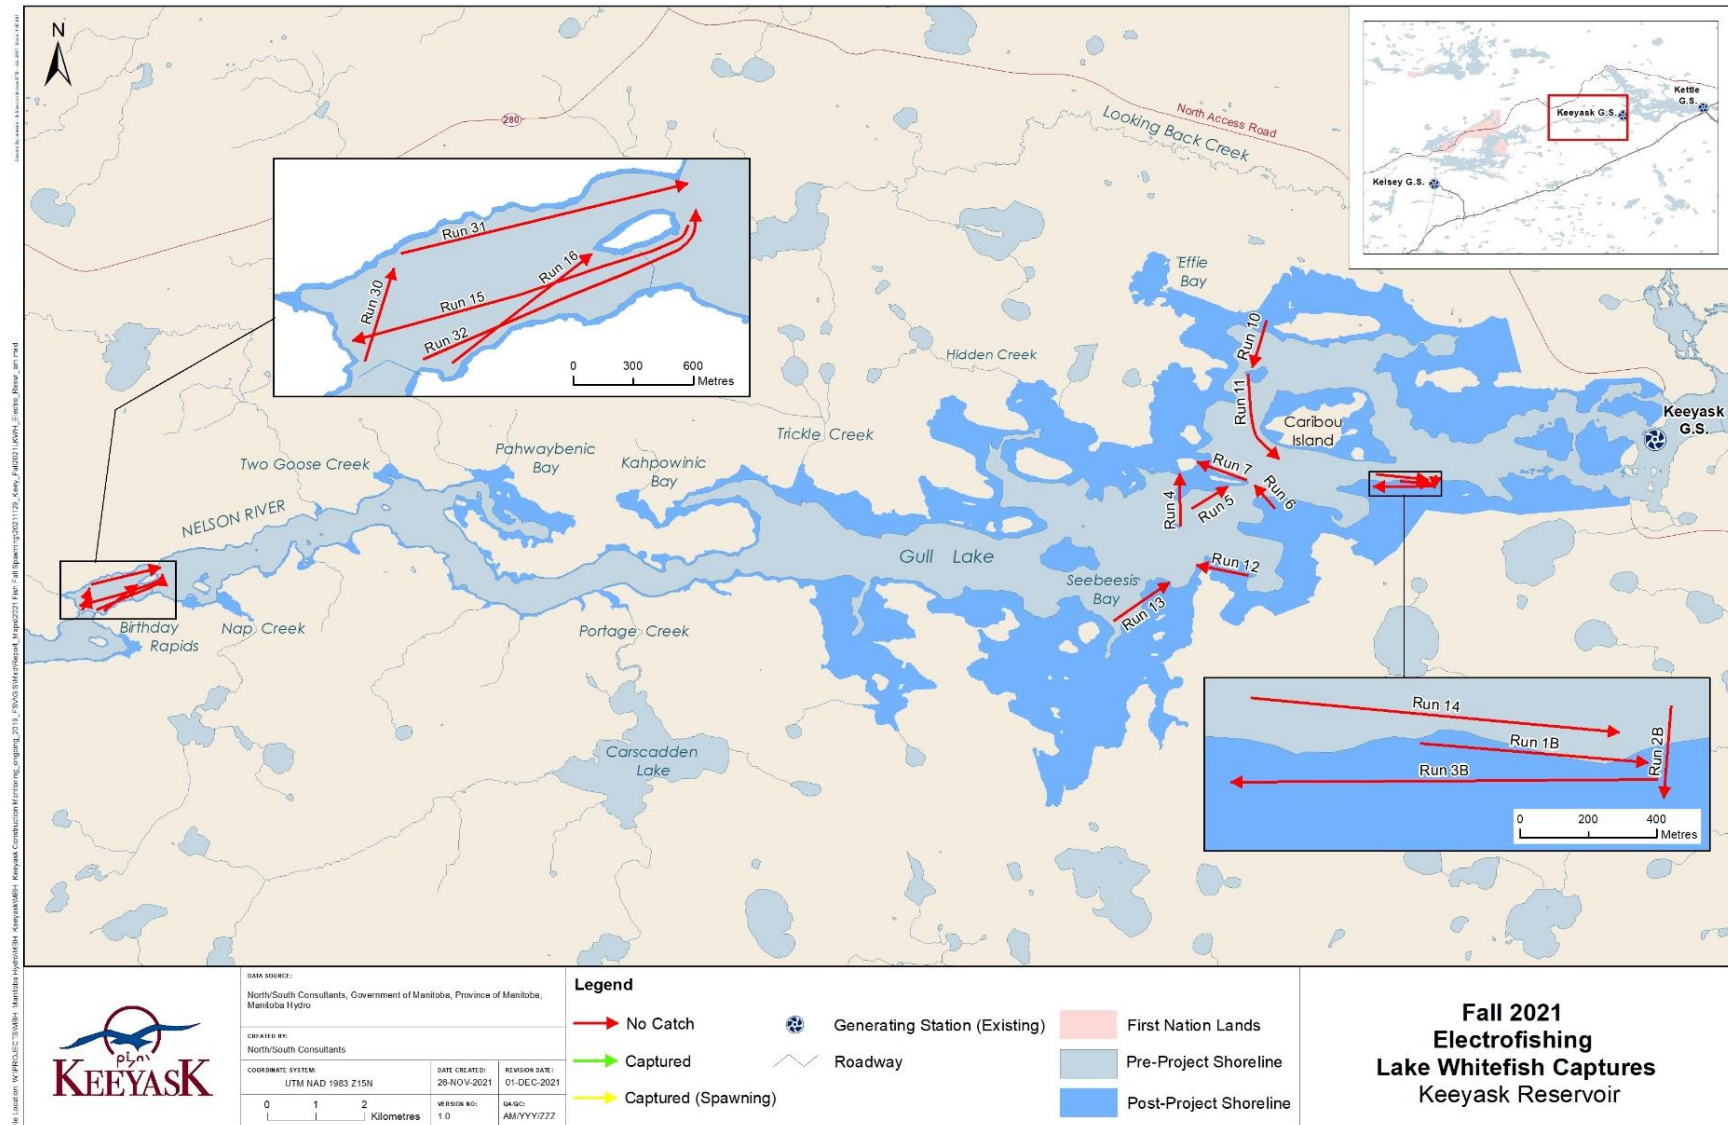 N
280
North Access Road
Looking Back Creek
Kettle
G.S.
Keeyask G.S.
Kelsey G.S.
Run 31
Run 30
Run 15
Run 16
Run 32
0 300 600
Metres
Effie
Bay
Run 10
Hidden Creek
Run 11
Caribou
Island
Keeyask
G.S.
Trickle Creek
Pahwaybenic
Bay
Kahpowinic
Bay
Two Goose Creek
NELSON RIVER
Run 7
Run 6
Run 4
Run 5
Gull Lake
Run 12
Seebeesis
Bay
Run 13
Birthday
Rapids
Nap Creek
Portage Creek
Carscadden
Lake
Run 14
Run 1B
Run 2B
Run 3B
0 200 400
Metres
KEEYASK
DATA SOURCE:
North/South Consultants, Government of Manitoba, Province of Manitoba,
Manitoba Hydro
CREATED BY:
North/South Consultants
COORDINATE SYSTEM:
UTM NAD 1983 Z15N
DATE CREATED:
26-NOV-2021
REVISION DATE:
01-DEC-2021
0 1 2
Kilometres
VERSION NO:
1.0
QA/QC:
AM/YYY/ZZZ
Legend
No Catch
Captured
Captured (Spawning)
Generating Station (Existing)
Roadway
First Nation Lands
Pre-Project Shoreline
Post-Project Shoreline
Fall 2021
Electrofishing
Lake Whitefish Captures
Keeyask Reservoir